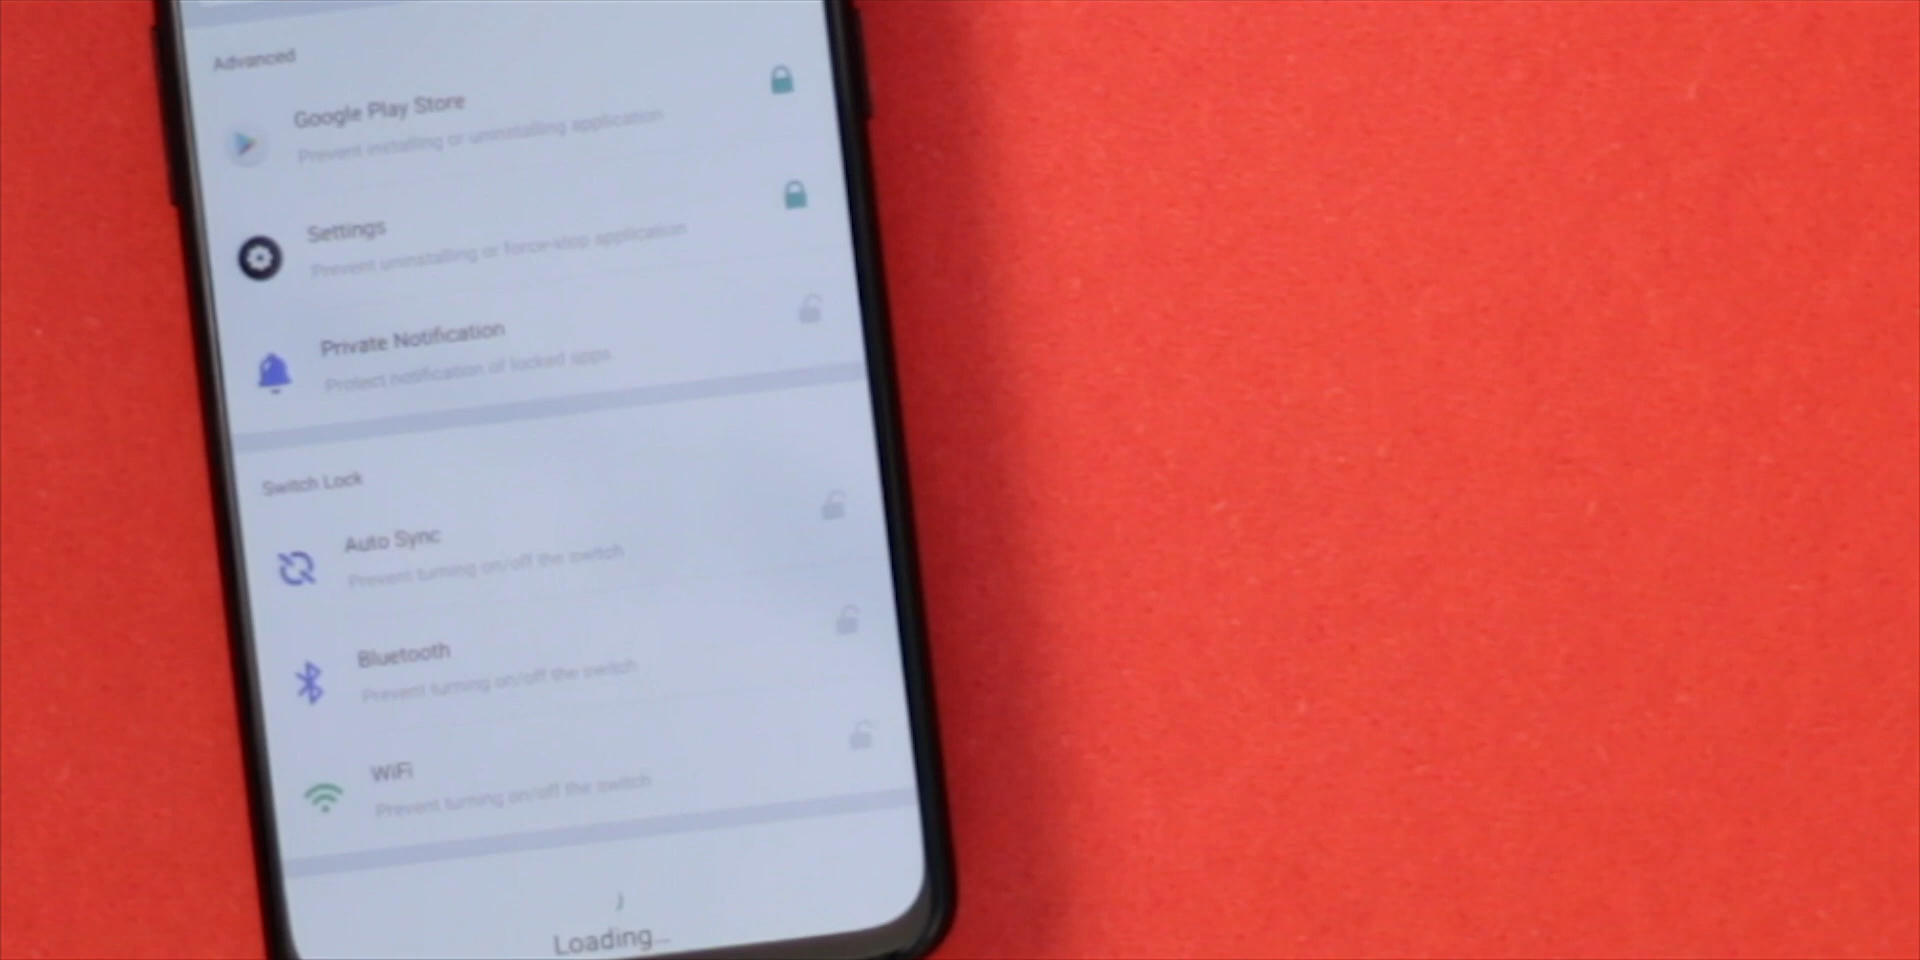 Advanced
Google Play Store
Prevent installing or uninstalling application
Settings
Prevent uninstalling or force-stop application
Private Notification
Protect notification of locked apps.
Switch Lock
Auto Sync
Prevent turning on/off the switch
Bluetooth
Prevent turning on/off the switch
WiFi
Prevent turning on/off the switch
Loading...